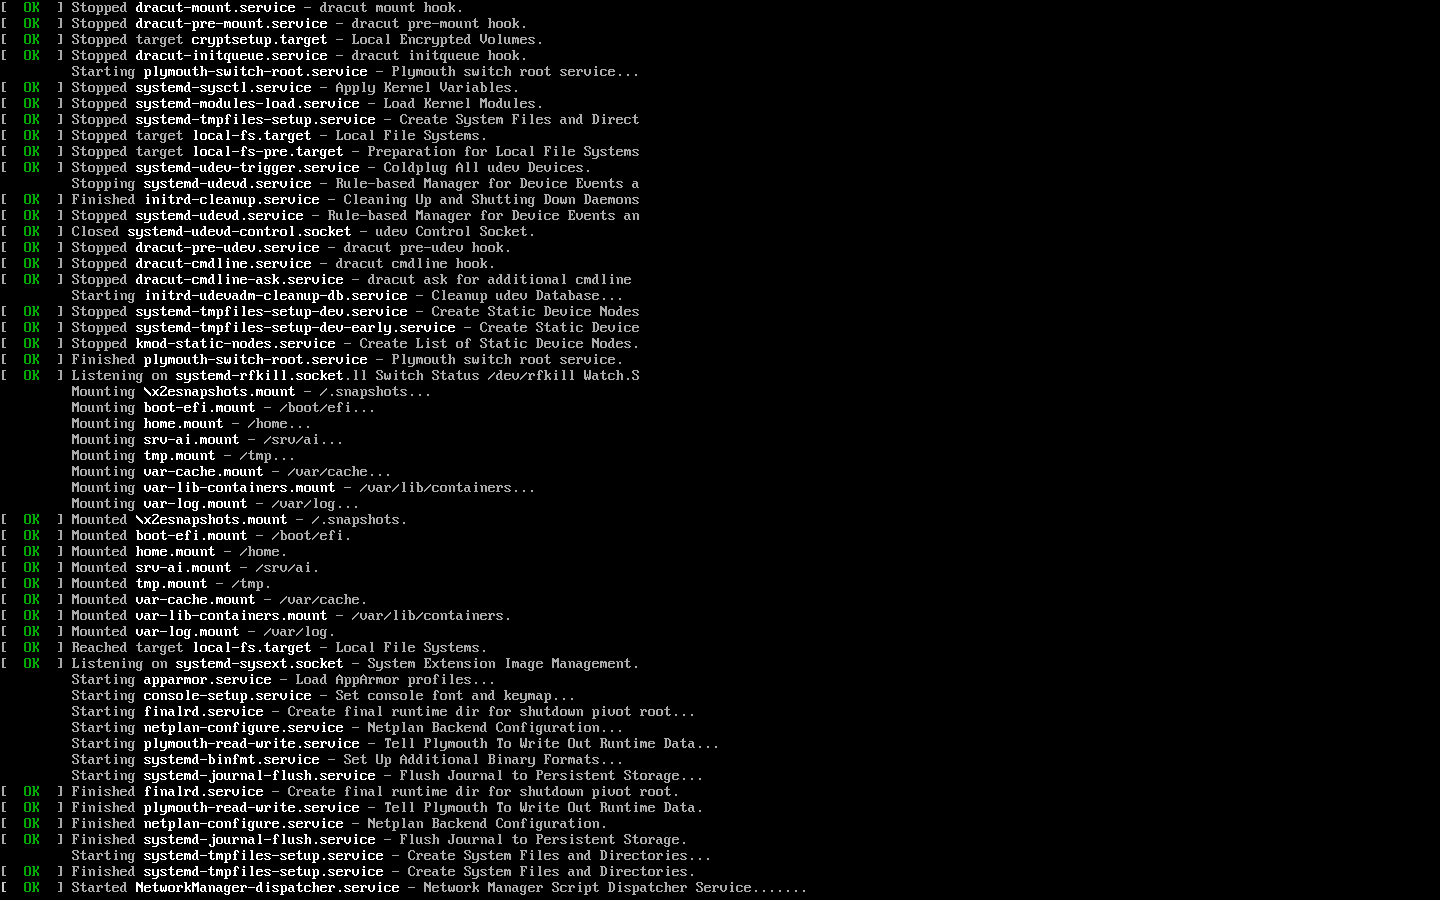 [  OK  ] Stopped dracut-mount.service - dracut mount hook.
[  OK  ] Stopped dracut-pre-mount.service - dracut pre-mount hook.
[  OK  ] Stopped target cryptsetup.target - Local Encrypted Volumes.
[  OK  ] Stopped dracut-initqueue.service - dracut initqueue hook.
         Starting plymouth-switch-root.service - Plymouth switch root service...
[  OK  ] Stopped systemd-sysctl.service - Apply Kernel Variables.
[  OK  ] Stopped systemd-modules-load.service - Load Kernel Modules.
[  OK  ] Stopped systemd-tmpfiles-setup.service - Create System Files and Direct
[  OK  ] Stopped target local-fs.target - Local File Systems.
[  OK  ] Stopped target local-fs-pre.target - Preparation for Local File Systems
[  OK  ] Stopped systemd-udev-trigger.service - Coldplug All udev Devices.
         Stopping systemd-udevd.service - Rule-based Manager for Device Events a
[  OK  ] Finished initrd-cleanup.service - Cleaning Up and Shutting Down Daemons
[  OK  ] Stopped systemd-udevd.service - Rule-based Manager for Device Events an
[  OK  ] Closed systemd-udevd-control.socket - udev Control Socket.
[  OK  ] Stopped dracut-pre-udev.service - dracut pre-udev hook.
[  OK  ] Stopped dracut-cmdline.service - dracut cmdline hook.
[  OK  ] Stopped dracut-cmdline-ask.service - dracut ask for additional cmdline
         Starting initrd-udevadm-cleanup-db.service - Cleanup udev Database...
[  OK  ] Stopped systemd-tmpfiles-setup-dev.service - Create Static Device Nodes
[  OK  ] Stopped systemd-tmpfiles-setup-dev-early.service - Create Static Device
[  OK  ] Stopped kmod-static-nodes.service - Create List of Static Device Nodes.
[  OK  ] Finished plymouth-switch-root.service - Plymouth switch root service.
[  OK  ] Listening on systemd-rfkill.socket.ll Switch Status /dev/rfkill Watch.S
         Mounting \x2esnapshots.mount - /.snapshots...
         Mounting boot-efi.mount - /boot/efi...
         Mounting home.mount - /home...
         Mounting srv-ai.mount - /srv/ai...
         Mounting tmp.mount - /tmp...
         Mounting var-cache.mount - /var/cache...
         Mounting var-lib-containers.mount - /var/lib/containers...
         Mounting var-log.mount - /var/log...
[  OK  ] Mounted \x2esnapshots.mount - /.snapshots.
[  OK  ] Mounted boot-efi.mount - /boot/efi.
[  OK  ] Mounted home.mount - /home.
[  OK  ] Mounted srv-ai.mount - /srv/ai.
[  OK  ] Mounted tmp.mount - /tmp.
[  OK  ] Mounted var-cache.mount - /var/cache.
[  OK  ] Mounted var-lib-containers.mount - /var/lib/containers.
[  OK  ] Mounted var-log.mount - /var/log.
[  OK  ] Reached target local-fs.target - Local File Systems.
[  OK  ] Listening on systemd-sysext.socket - System Extension Image Management.
         Starting apparmor.service - Load AppArmor profiles...
         Starting console-setup.service - Set console font and keymap...
         Starting finalrd.service - Create final runtime dir for shutdown pivot root...
         Starting netplan-configure.service - Netplan Backend Configuration...
         Starting plymouth-read-write.service - Tell Plymouth To Write Out Runtime Data...
         Starting systemd-binfmt.service - Set Up Additional Binary Formats...
         Starting systemd-journal-flush.service - Flush Journal to Persistent Storage...
[  OK  ] Finished finalrd.service - Create final runtime dir for shutdown pivot root.
[  OK  ] Finished plymouth-read-write.service - Tell Plymouth To Write Out Runtime Data.
[  OK  ] Finished netplan-configure.service - Netplan Backend Configuration.
[  OK  ] Finished systemd-journal-flush.service - Flush Journal to Persistent Storage.
         Starting systemd-tmpfiles-setup.service - Create System Files and Directories...
[  OK  ] Finished systemd-tmpfiles-setup.service - Create System Files and Directories.
[  OK  ] Started NetworkManager-dispatcher.service - Network Manager Script Dispatcher Service.......